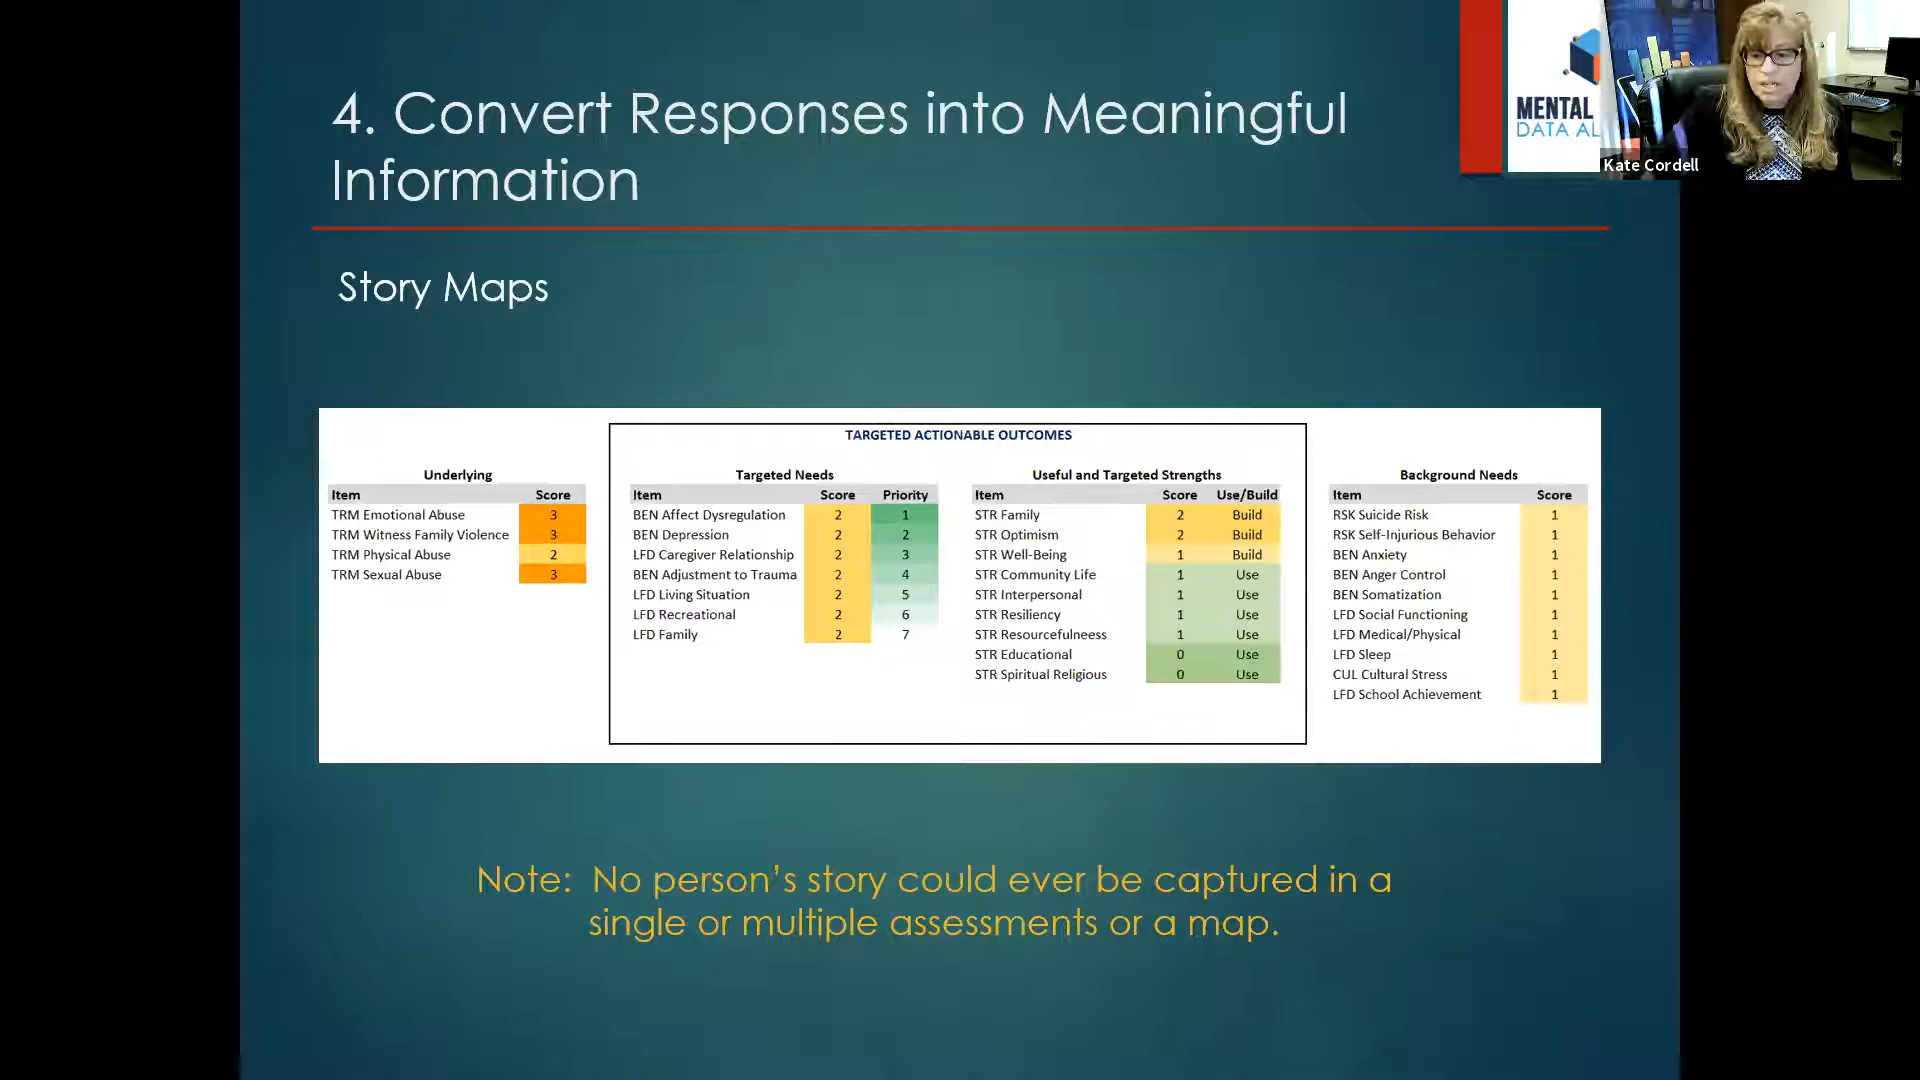 4. Convert Responses into Meaningful
Information
MENTAL
DATA AL
Kate Cordell
Story Maps
TARGETED ACTIONABLE OUTCOMES
Underlying
Item Score
TRM Emotional Abuse 3
TRM Witness Family Violence 3
TRM Physical Abuse 2
TRM Sexual Abuse 3
Targeted Needs
Item Score Priority
BEN Affect Dysregulation 2 1
BEN Depression 2 2
LFD Caregiver Relationship 2 3
BEN Adjustment to Trauma 2 4
LFD Living Situation 2 5
LFD Recreational 2 6
LFD Family 2 7
Useful and Targeted Strengths
Item Score Use/Build
STR Family 2 Build
STR Optimism 2 Build
STR Well-Being 1 Build
STR Community Life 1 Use
STR Interpersonal 1 Use
STR Resiliency 1 Use
STR Resourcefulneess 1 Use
STR Educational 0 Use
STR Spiritual Religious 0 Use
Background Needs
Item Score
RSK Suicide Risk 1
RSK Self-Injurious Behavior 1
BEN Anxiety 1
BEN Anger Control 1
BEN Somatization 1
LFD Social Functioning 1
LFD Medical/Physical 1
LFD Sleep 1
CUL Cultural Stress 1
LFD School Achievement 1
Note: No person's story could ever be captured in a
single or multiple assessments or a map.